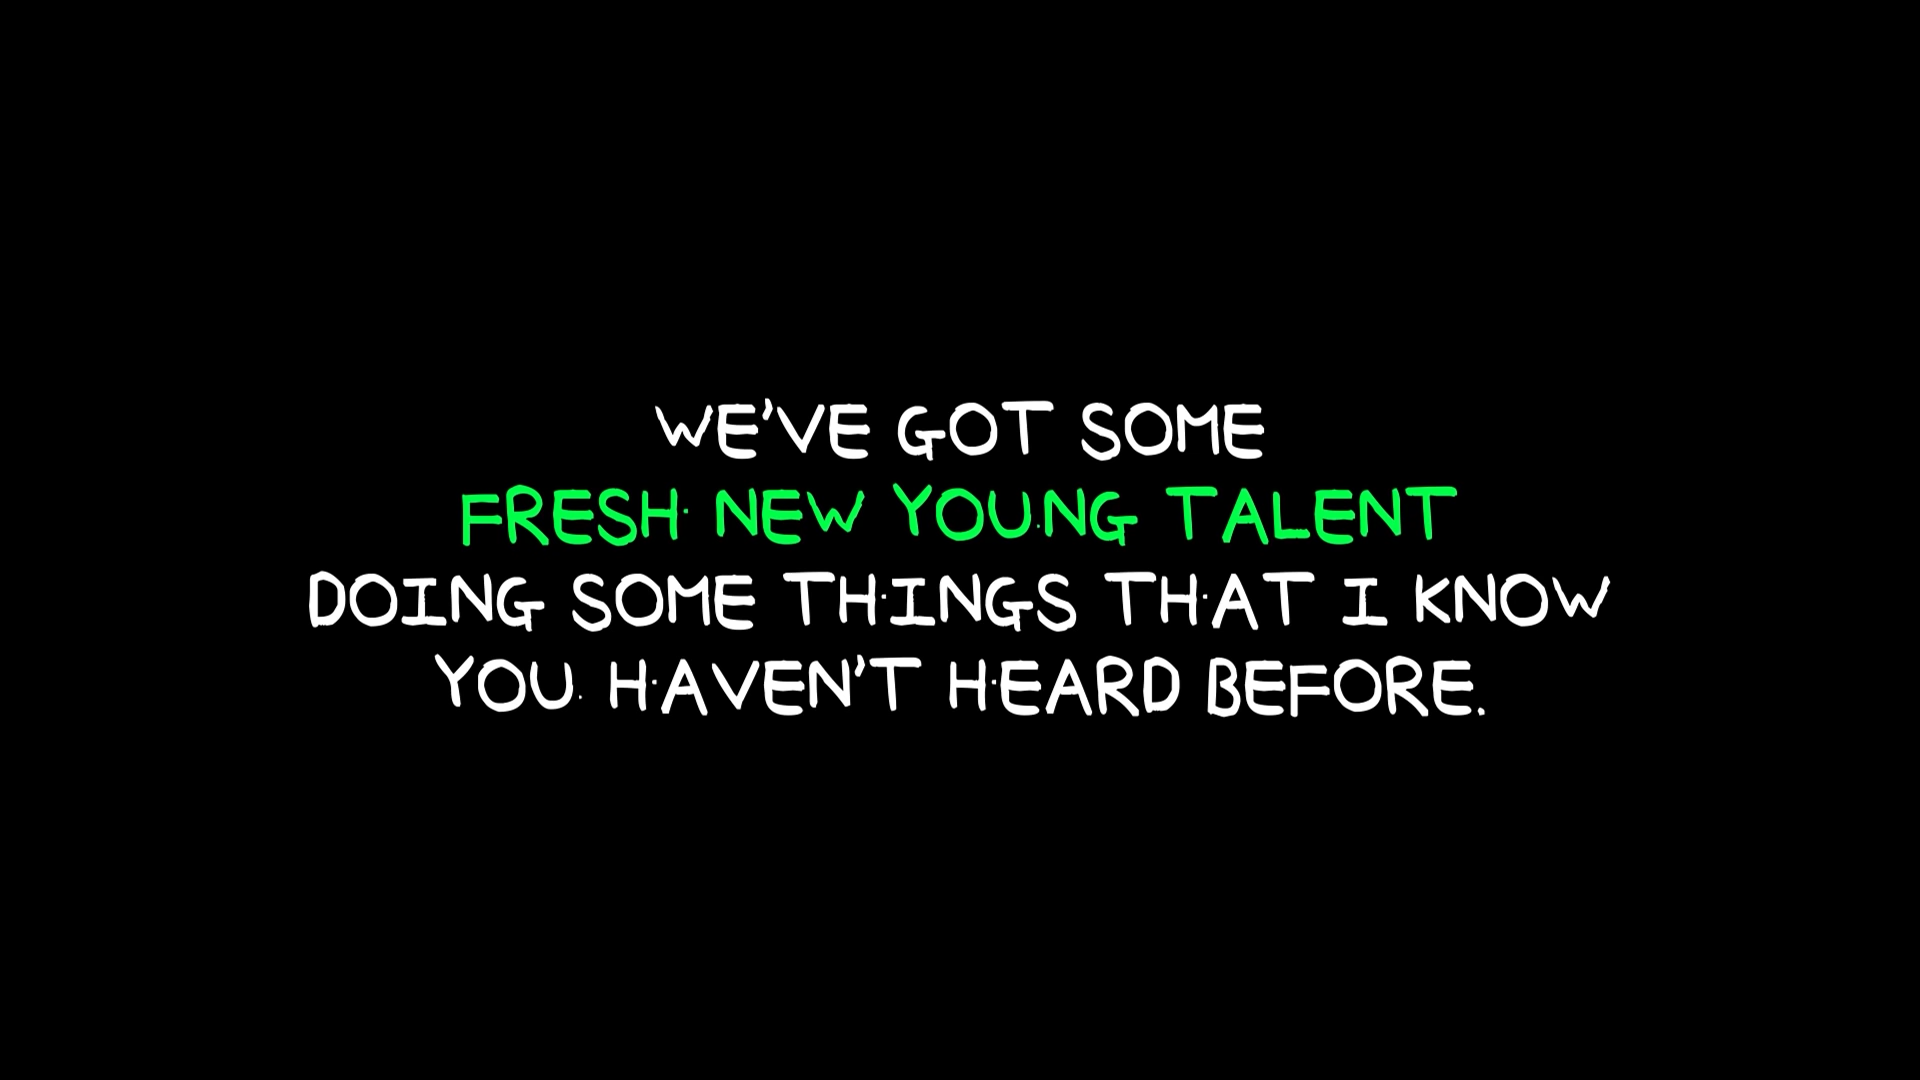 WE'VE GOT SOME
FRESH NEW YOUNG TALENT
DOING SOME THINGS THAT I KNOW
YOU HAVEN'T HEARD BEFORE.